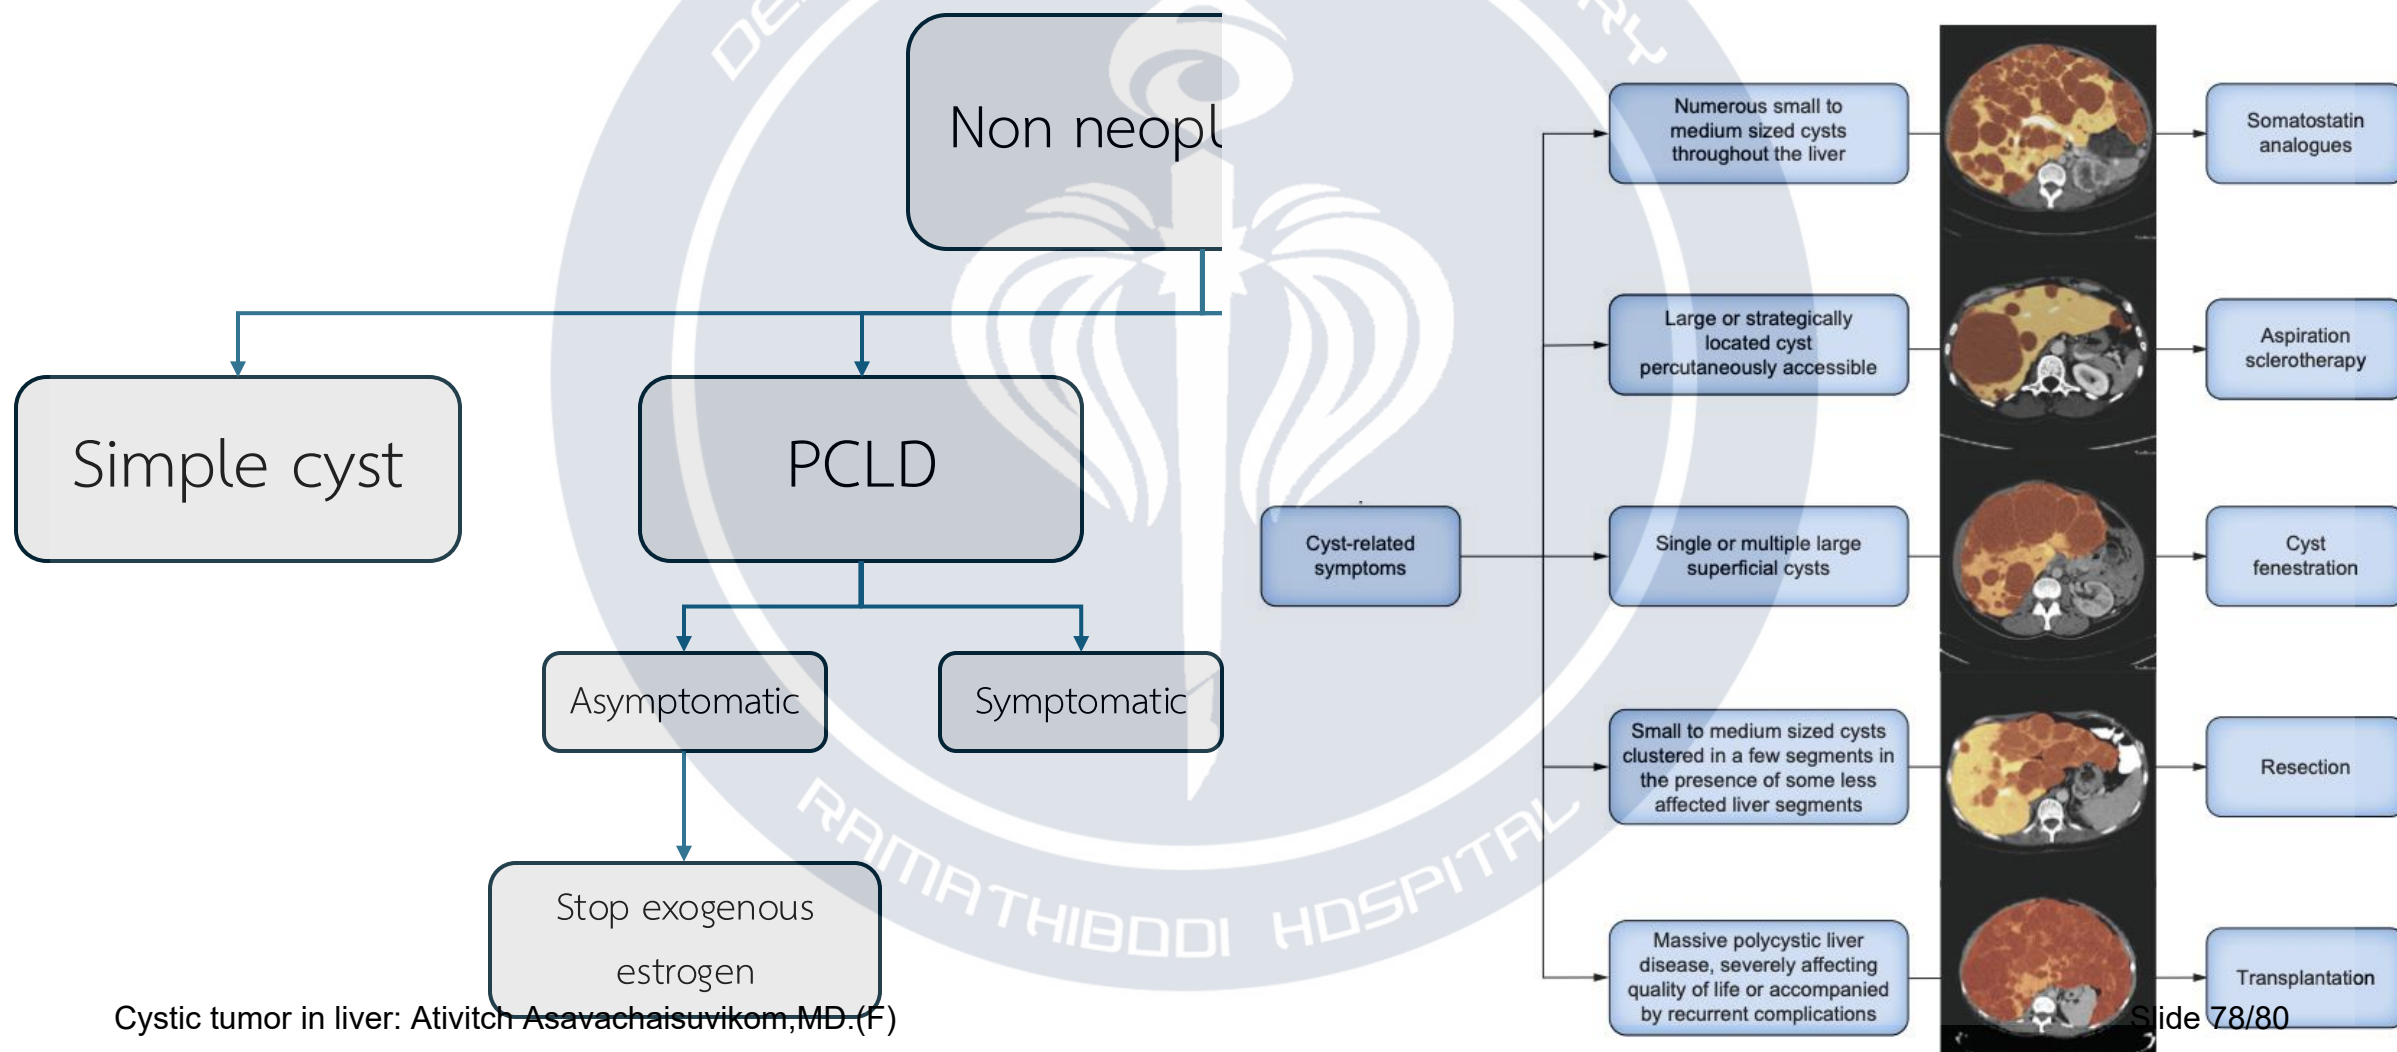 Non neopl
Simple cyst
PCLD
Asymptomatic
Symptomatic
Stop exogenous
estrogen
Cyst-related
symptoms
Numerous small to
medium sized cysts
throughout the liver
Somatostatin
analogues
Large or strategically
located cyst
percutaneously accessible
Aspiration
sclerotherapy
Single or multiple large
superficial cysts
Cyst
fenestration
Small to medium sized cysts
clustered in a few segments in
the presence of some less
affected liver segments
Resection
Massive polycystic liver
disease, severely affecting
quality of life or accompanied
by recurrent complications
Transplantation
RAMATHIBODI HOSPITAL
Cystic tumor in liver: Ativitch Asavachaisuvikom,MD.(F)
Slide 78/80